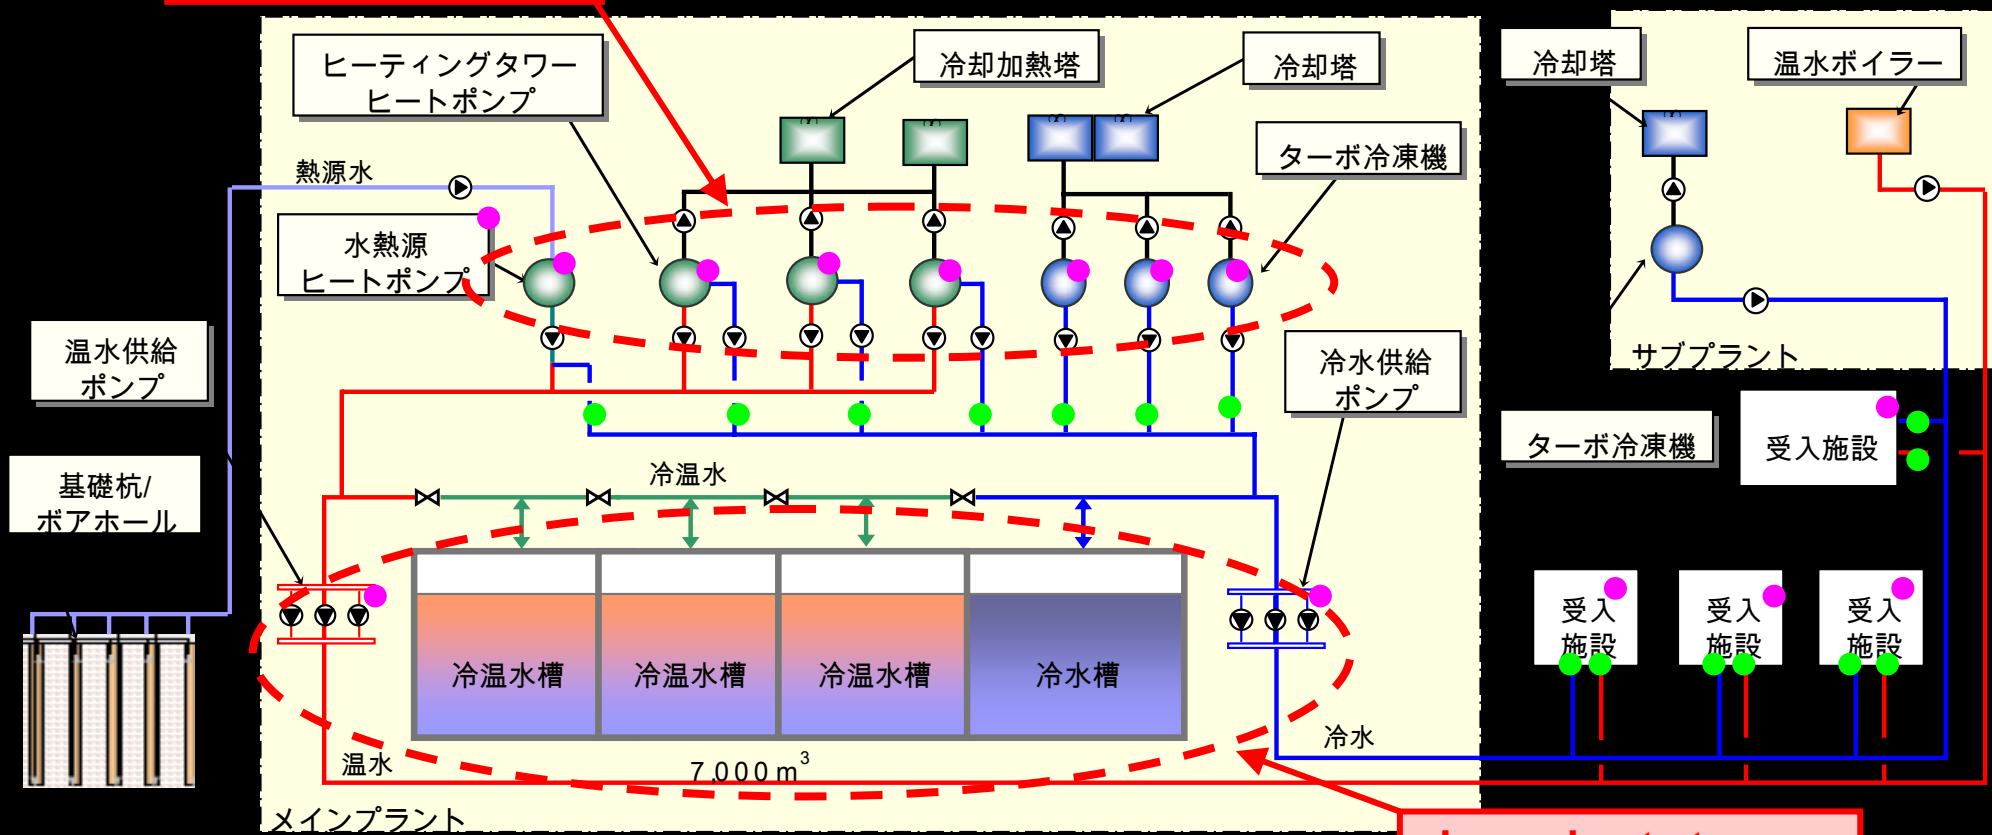 ヒーティングタワー
ヒートポンプ
冷却加熱塔
冷却塔
冷却塔
温水ボイラー
ターボ冷凍機
熱源水
水熱源
ヒートポンプ
温水供給
ポンプ
冷水供給
ポンプ
サブプラント
ターボ冷凍機
受入施設
基礎杭/
ボアホール
冷温水
受入
施設
受入
施設
受入
施設
冷温水槽
冷温水槽
冷温水槽
冷水槽
冷水
温水
7,000m3
メインプラント